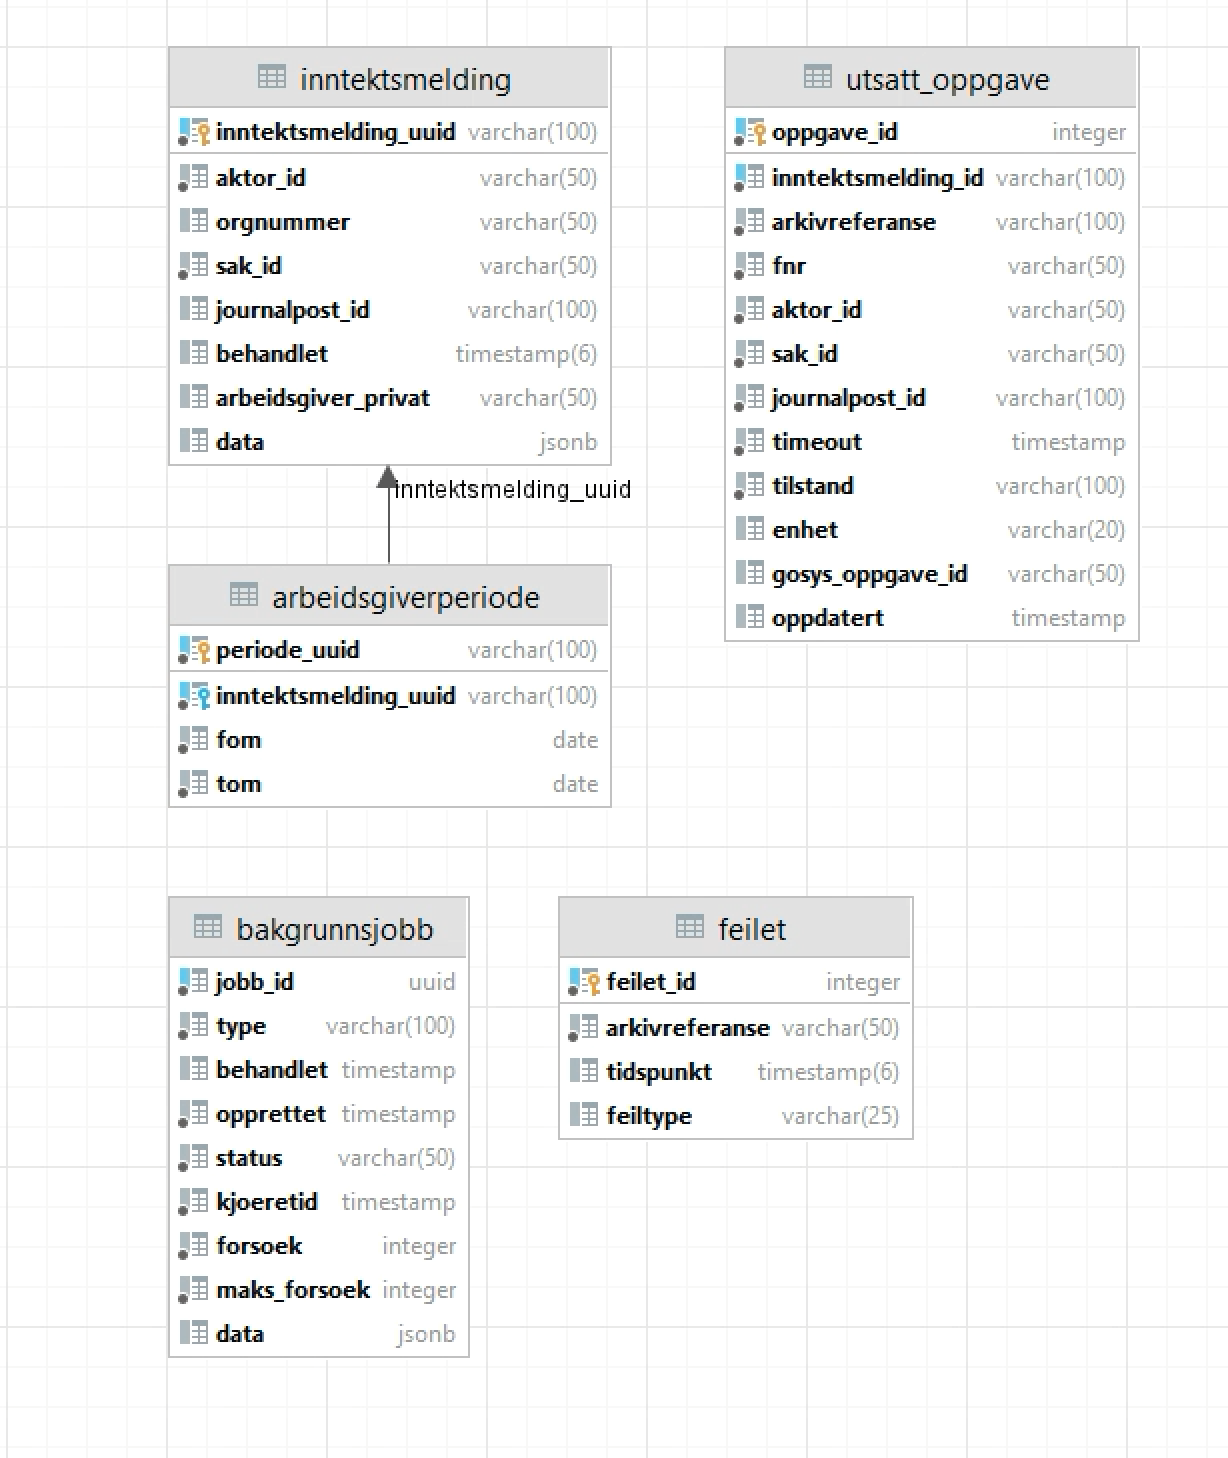 inntektsmelding
inntektsmelding_uuid varchar(100)
aktor_id varchar(50)
orgnummer varchar(50)
sak_id varchar(50)
journalpost_id varchar(100)
behandlet timestamp(6)
arbeidsgiver_privat varchar(50)
data jsonb
inntektsmelding_uuid
arbeidsgiverperiode
periode_uuid varchar(100)
inntektsmelding_uuid varchar(100)
fom date
tom date
utsatt_oppgave
oppgave_id integer
inntektsmelding_id varchar(100)
arkivreferanse varchar(100)
fnr varchar(50)
aktor_id varchar(50)
sak_id varchar(50)
journalpost_id varchar(100)
timeout timestamp
tilstand varchar(100)
enhet varchar(20)
gosys_oppgave_id varchar(50)
oppdatert timestamp
bakgrunnsjobb
jobb_id uuid
type varchar(100)
behandlet timestamp
opprettet timestamp
status varchar(50)
kjoeretid timestamp
forsoek integer
maks_forsoek integer
data jsonb
feilet
feilet_id integer
arkivreferanse varchar(50)
tidspunkt timestamp(6)
feiltype varchar(25)